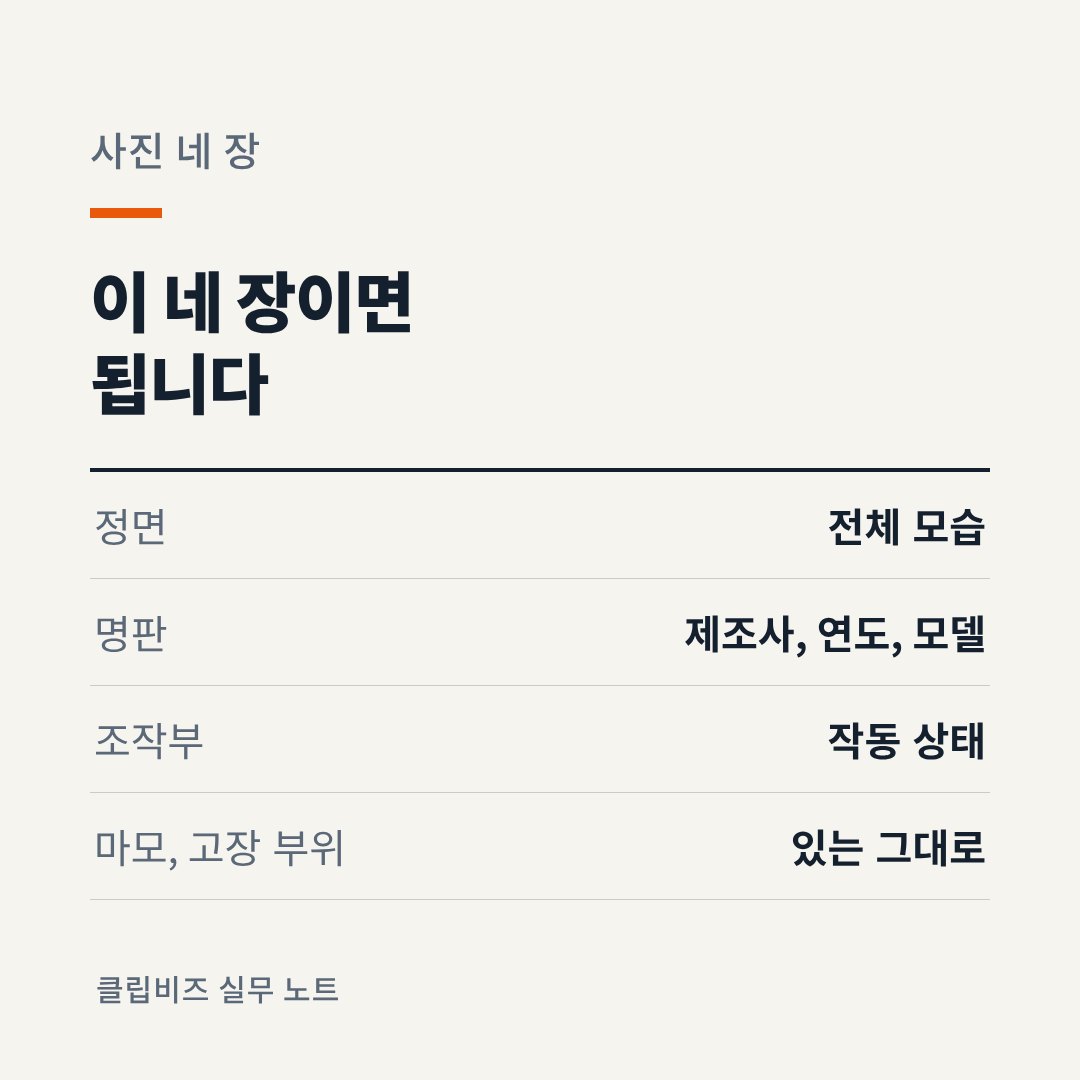 사진 네 장
이 네 장이면
됩니다
정면 전체 모습
명판 제조사, 연도, 모델
조작부 작동 상태
마모, 고장 부위 있는 그대로
클립비즈 실무 노트